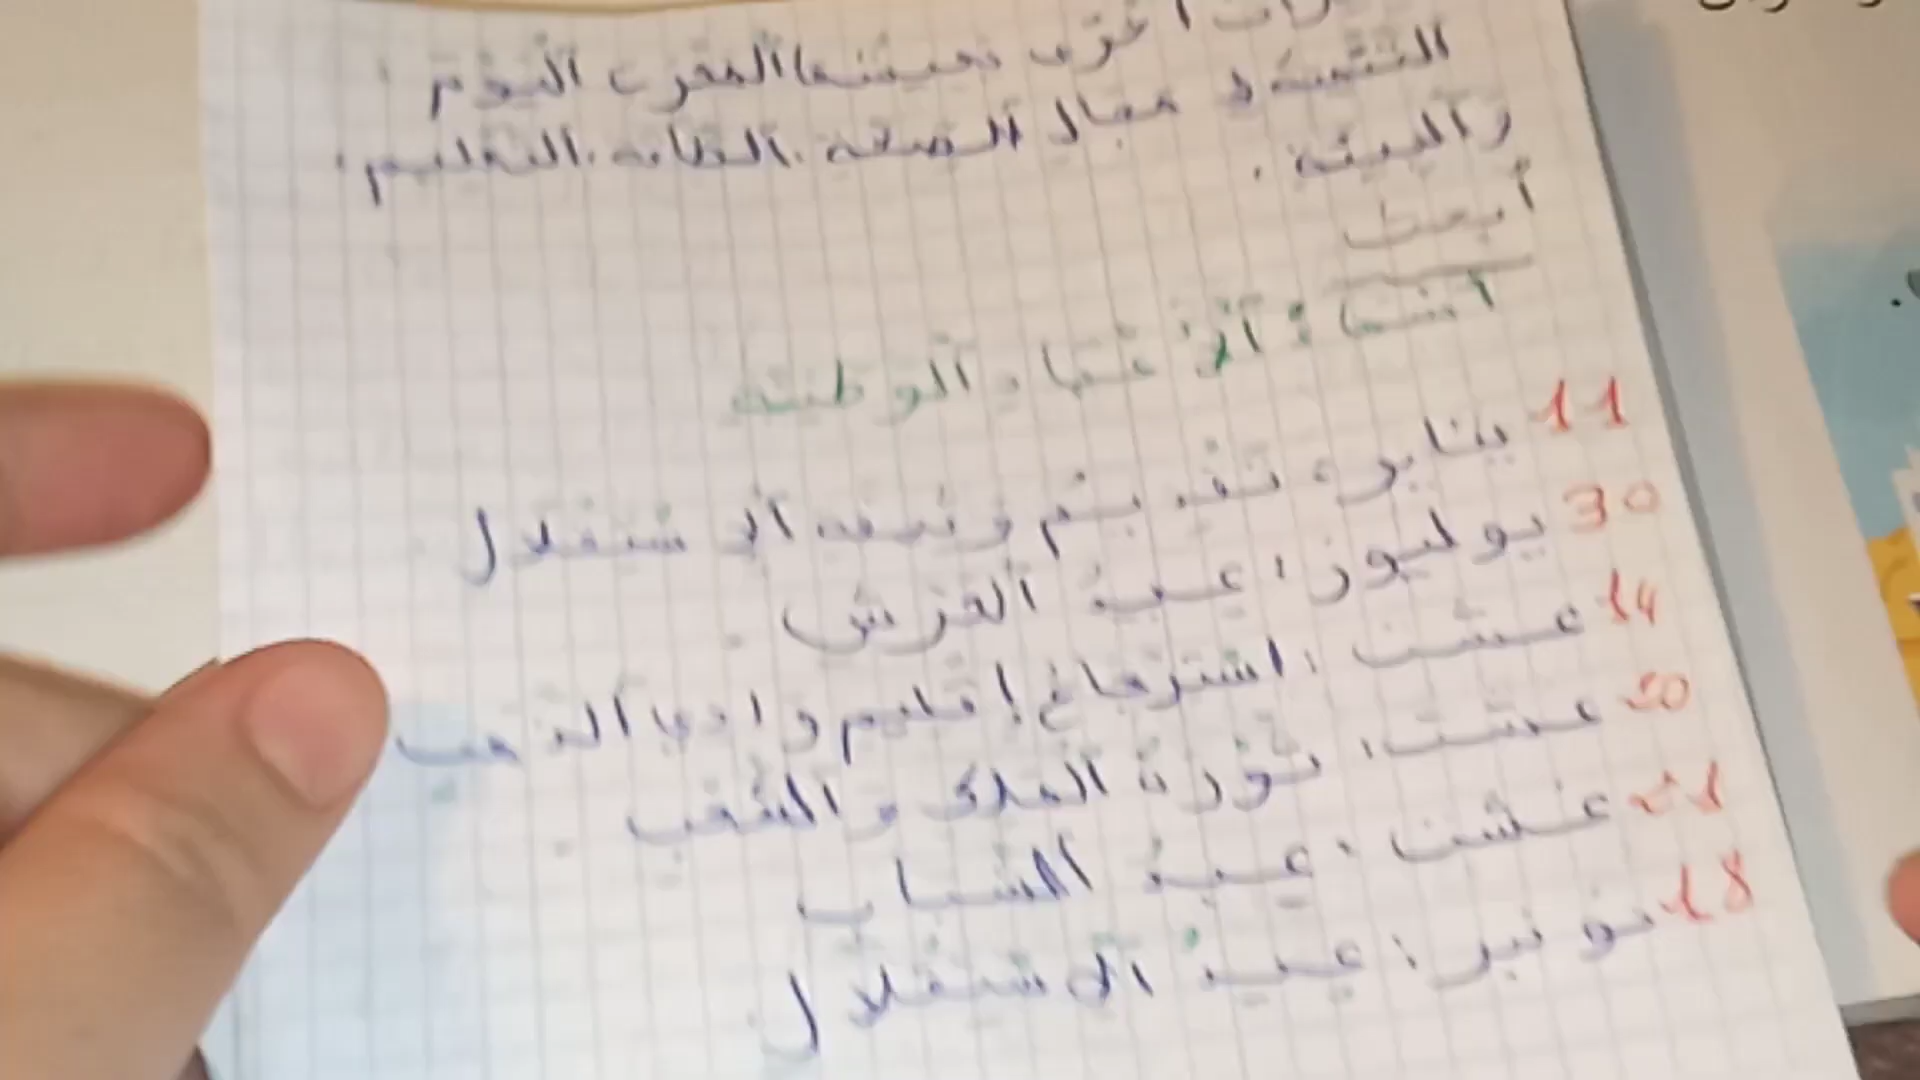 أخرى يعيشها المغرب اليوم
مجال الصحة. الطاقة. التعليم.
والبيئة.
أبحث
الأعياد الوطنية
11 يناير: تقديم وثيقة الاستقلال
30 يوليوز: عيد العرش.
14 غشت: استرجاع إقليم وادي الذهب
20 غشت: ثورة الملك والشعب.
21 غشت: عيد الشباب
18 نونبر: عيد الاستقلال